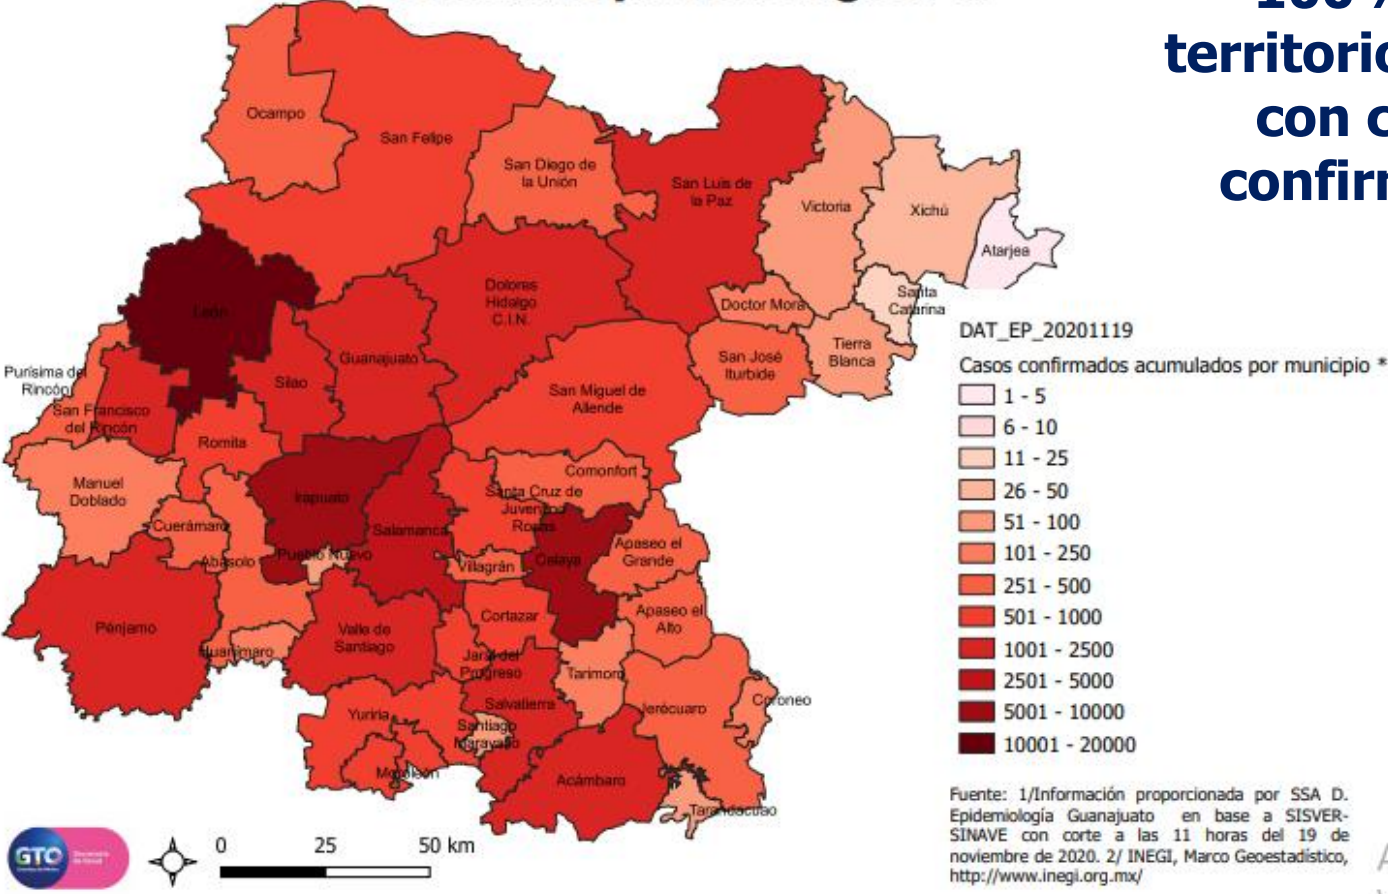 100%
territorio
con c
confirm
Ocampo
San Felipe
San Diego de
la Unión
San Luis de
la Paz
Victoria
Xichú
Atarjea
León
Dolores
Hidalgo
C.I.N.
Doctor Mora
Santa
Catarina
Guanajuato
Silao
San José
Iturbide
Tierra
Blanca
Purísima del
Rincón
San Francisco
del Rincón
San Miguel de
Allende
Romita
Manuel
Doblado
Irapuato
Comonfort
Santa Cruz de
Juventino
Rosas
Cuerámaro
Salamanca
Abasolo
Pueblo Nuevo
Villagrán
Celaya
Apaseo el
Grande
Pénjamo
Valle de
Santiago
Cortazar
Apaseo el
Alto
Huanímaro
Jaral del
Progreso
Tarimoro
Salvatierra
Jerécuaro
Coroneo
Yuriria
Santiago
Maravatío
Moroleón
Acámbaro
Tarandacuao
DAT_EP_20201119
Casos confirmados acumulados por municipio *
1 - 5
6 - 10
11 - 25
26 - 50
51 - 100
101 - 250
251 - 500
501 - 1000
1001 - 2500
2501 - 5000
5001 - 10000
10001 - 20000
Fuente: 1/Información proporcionada por SSA D.
Epidemiología Guanajuato en base a SISVER-
SINAVE con corte a las 11 horas del 19 de
noviembre de 2020. 2/ INEGI, Marco Geoestadístico,
http://www.inegi.org.mx/
GTO
0 25 50 km